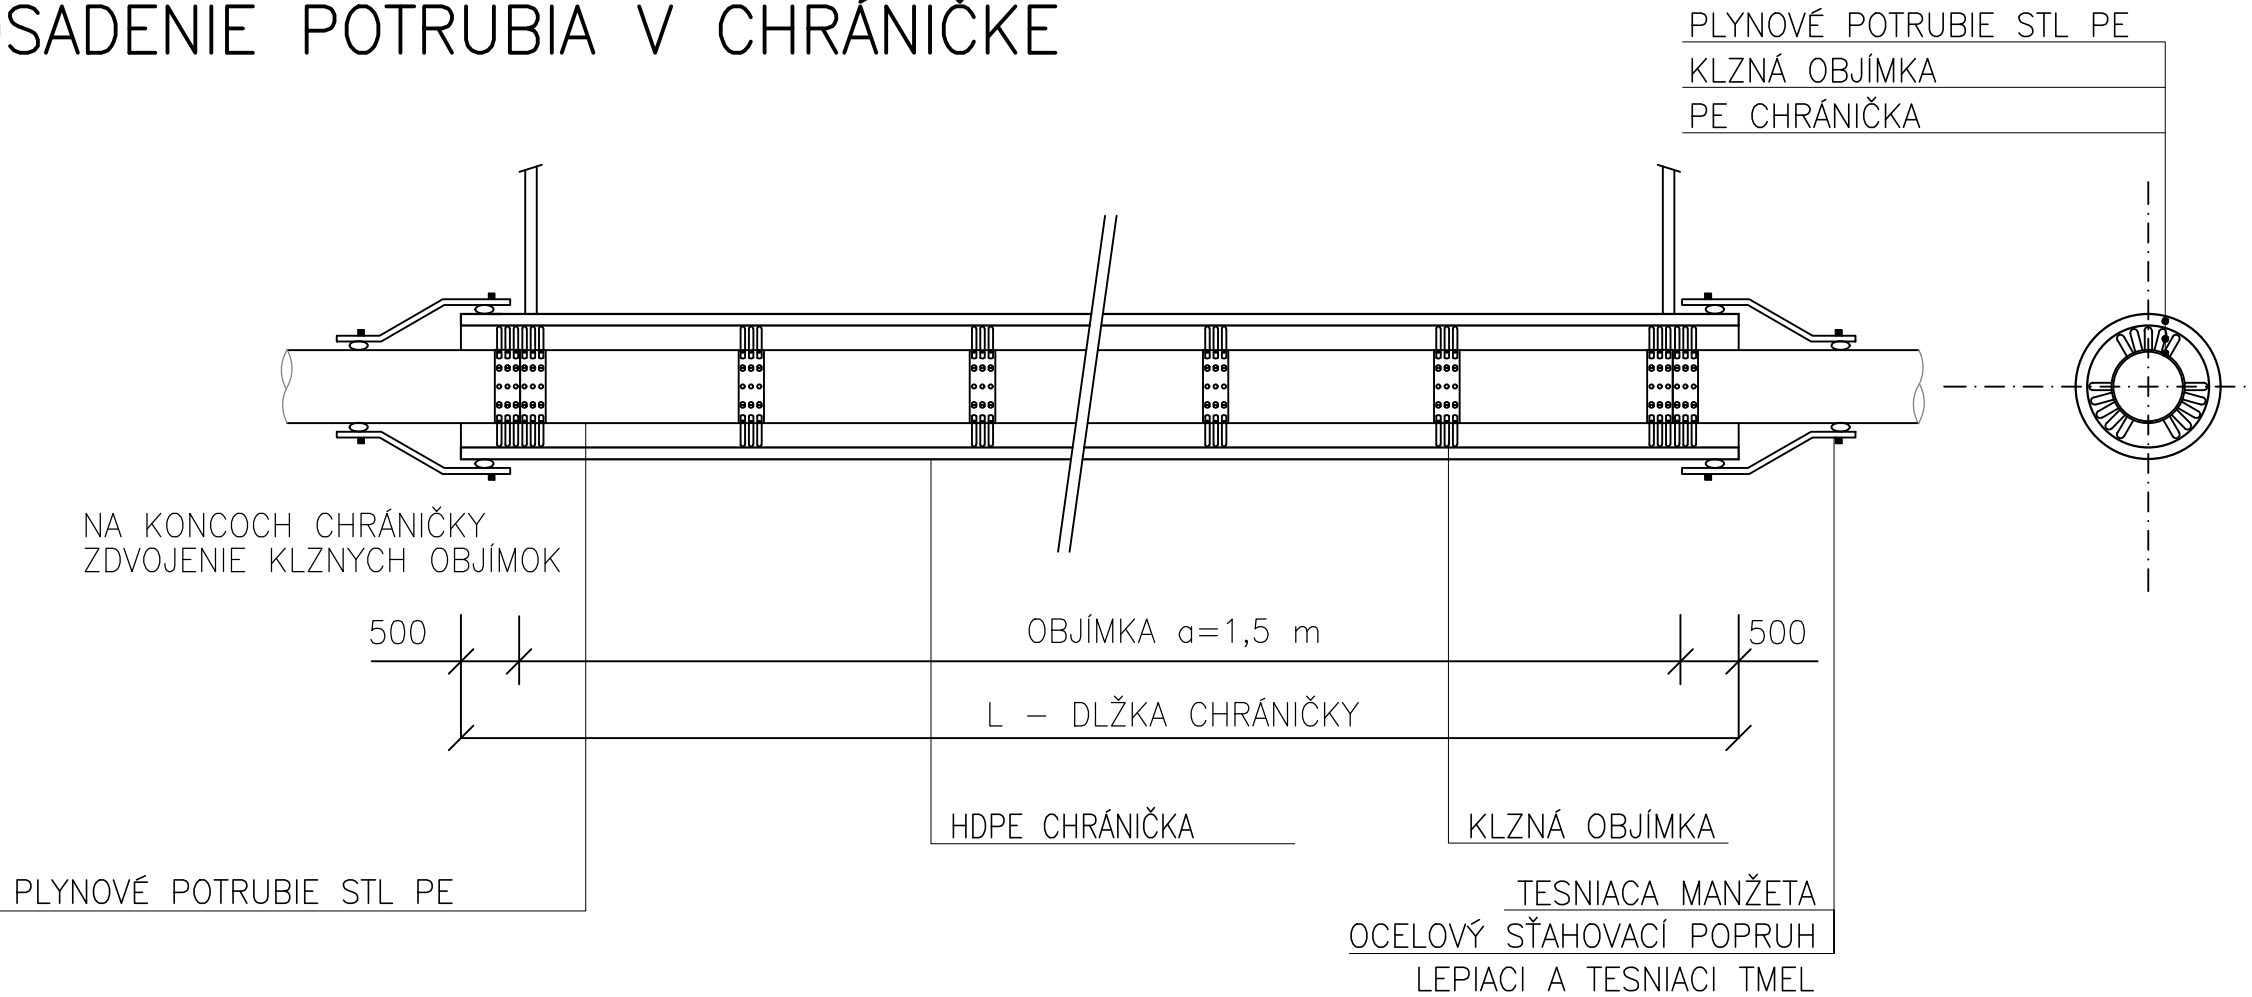 SADENIE POTRUBIA V CHRÁNIČKE
PLYNOVÉ POTRUBIE STL PE
KLZNÁ OBJÍMKA
PE CHRÁNIČKA
NA KONCOCH CHRÁNIČKY
ZDVOJENIE KLZNYCH OBJÍMOK
500
OBJÍMKA a=1,5 m
500
L – DLŽKA CHRÁNIČKY
HDPE CHRÁNIČKA
KLZNÁ OBJÍMKA
PLYNOVÉ POTRUBIE STL PE
TESNIACA MANŽETA
OCELOVÝ SŤAHOVACÍ POPRUH
LEPIACI A TESNIACI TMEL